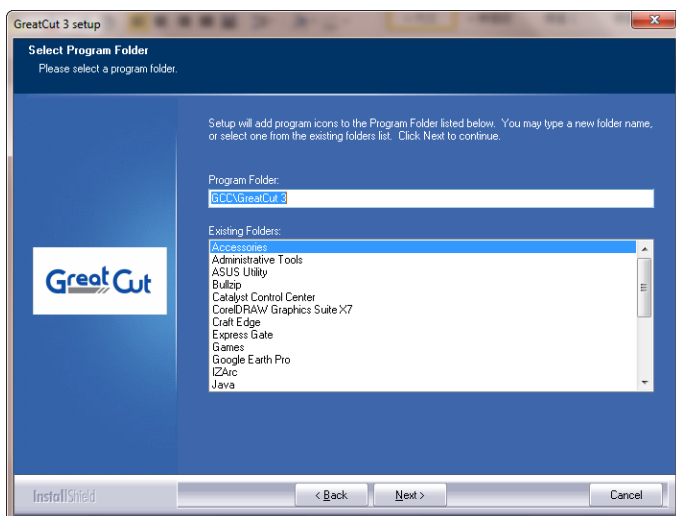 GreatCut 3 setup
Select Program Folder
Please select a program folder.
Setup will add program icons to the Program Folder listed below. You may type a new folder name,
or select one from the existing folders list. Click Next to continue.
Program Folder:
GCC\GreatCut 3
Existing Folders:
Accessories
Administrative Tools
ASUS Utility
Bullzip
Catalyst Control Center
CorelDRAW Graphics Suite X7
Craft Edge
Express Gate
Games
Google Earth Pro
IZArc
Java
Great Cut
InstallShield
< Back
Next >
Cancel